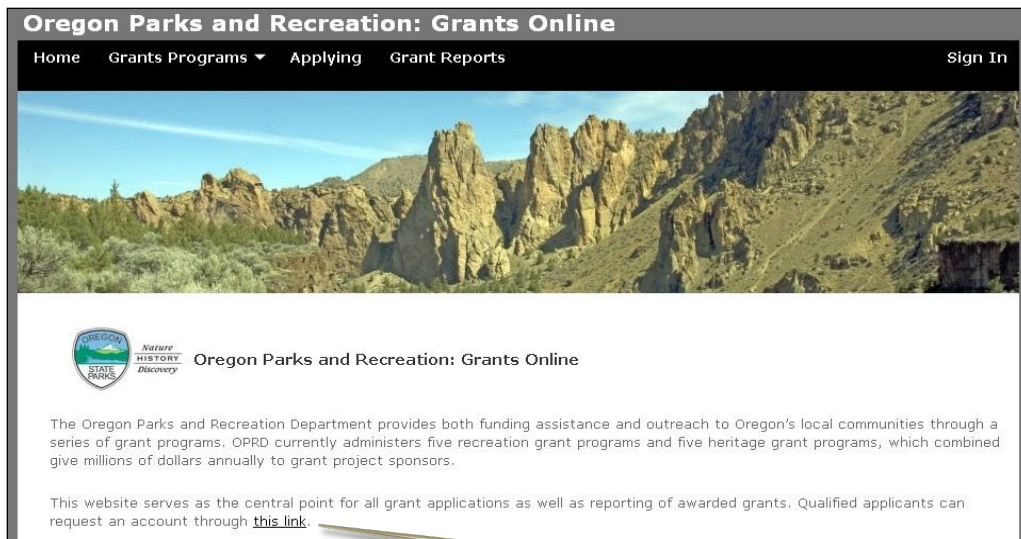 Oregon Parks and Recreation: Grants Online
Home Grants Programs ▼ Applying Grant Reports Sign In
OREGON
STATE
PARKS
Nature
HISTORY
Discovery
Oregon Parks and Recreation: Grants Online
The Oregon Parks and Recreation Department provides both funding assistance and outreach to Oregon's local communities through a
series of grant programs. OPRD currently administers five recreation grant programs and five heritage grant programs, which combined
give millions of dollars annually to grant project sponsors.
This website serves as the central point for all grant applications as well as reporting of awarded grants. Qualified applicants can
request an account through this link.